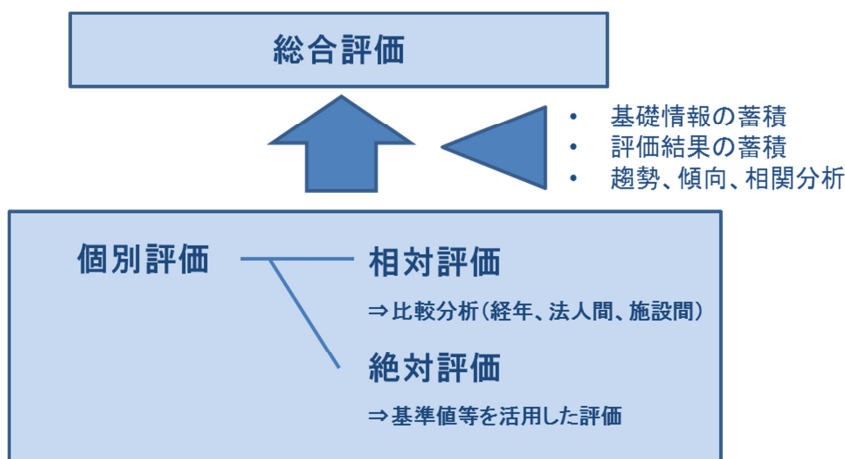 総合評価
• 基礎情報の蓄積
• 評価結果の蓄積
• 趨勢、傾向、相関分析
個別評価
相対評価
⇒比較分析(経年、法人間、施設間)
絶対評価
⇒基準値等を活用した評価